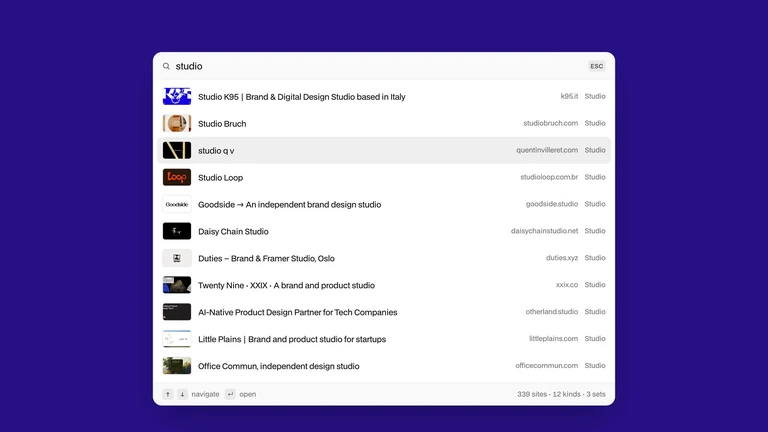 studio
ESC
Studio K95 | Brand & Digital Design Studio based in Italy k95.it Studio
Studio Bruch studiobruch.com Studio
studio q v quentinvilleret.com Studio
Loop Studio Loop studioloop.com.br Studio
Goodside Goodside → An independent brand design studio goodside.studio Studio
Daisy Chain Studio daisychainstudio.net Studio
Duties – Brand & Framer Studio, Oslo duties.xyz Studio
Twenty Nine · XXIX · A brand and product studio xxix.co Studio
AI-Native Product Design Partner for Tech Companies otherland.studio Studio
Little Plains | Brand and product studio for startups littleplains.com Studio
Office Commun, independent design studio officecommun.com Studio
↑ ↓ navigate ↵ open 339 sites · 12 kinds · 3 sets